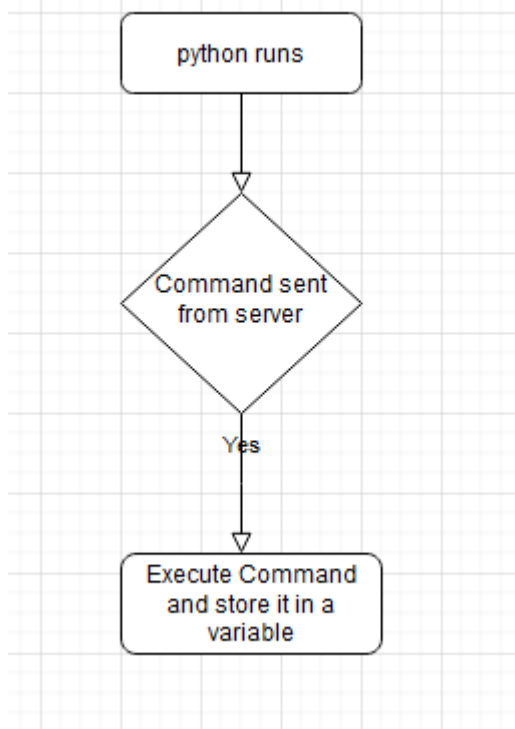 python runs
Command sent
from server
Yes
Execute Command
and store it in a
variable